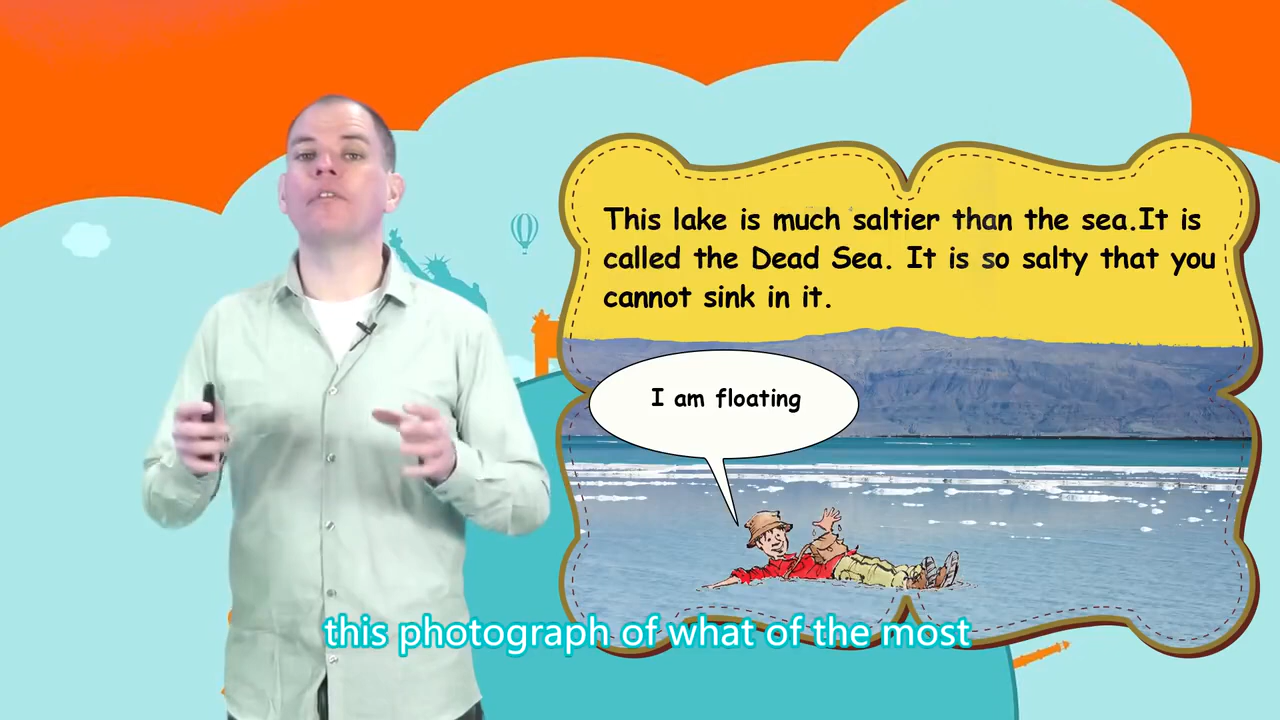 This lake is much saltier than the sea.It is
called the Dead Sea. It is so salty that you
cannot sink in it.
I am floating
this photograph of what of the most